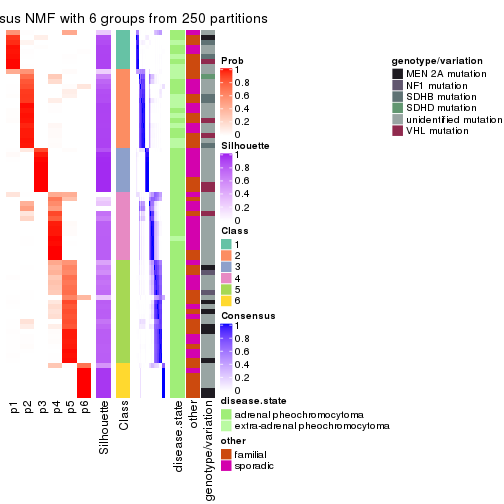 sus NMF with 6 groups from 250 partitions
Prob
1
0.8
0.6
0.4
0.2
0
Silhouette
1
0.8
0.6
0.4
0.2
0
Class
1
2
3
4
5
6
Consensus
1
0.8
0.6
0.4
0.2
0
disease.state
adrenal pheochromocytoma
extra-adrenal pheochromocytoma
other
familial
sporadic
genotype/variation
MEN 2A mutation
NF1 mutation
SDHB mutation
SDHD mutation
unidentified mutation
VHL mutation
p1
p2
p3
p4
p5
p6
Silhouette
Class
disease.state
other
genotype/variation